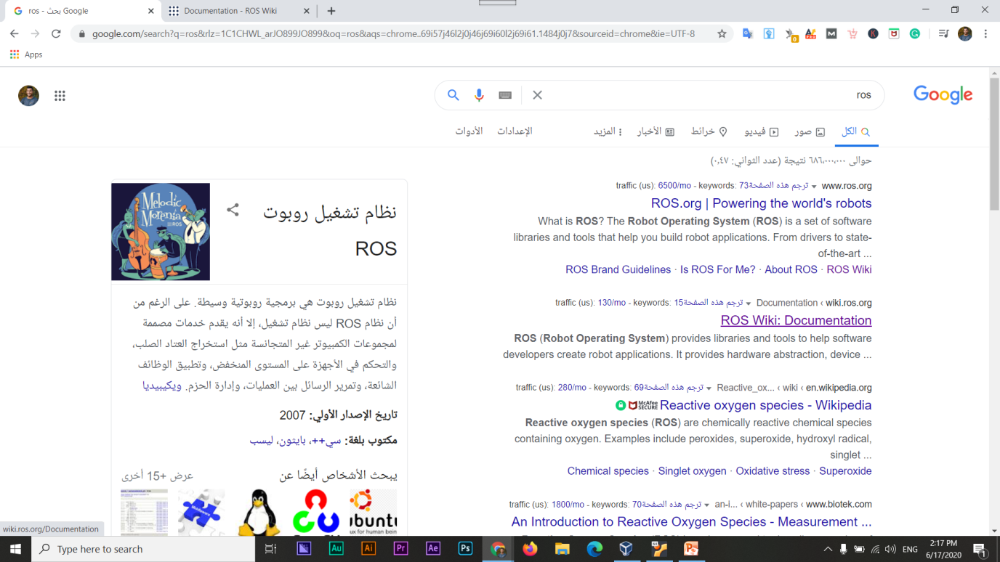 ros - بحث Google
Documentation - ROS Wiki
google.com/search?q=ros&rlz=1C1CHWL_arJO899JO899&oq=ros&aqs=chrome..69i57j46l2j0j46j69i60l2j69i61.1484j0j7&sourceid=chrome&ie=UTF-8
Apps
ros
Google
الكل صور فيديو خرائط الأخبار المزيد الإعدادات الأدوات
حوالى ٦٨٦,٠٠٠,٠٠٠ نتيجة (عدد الثواني: ٠,٤٧)
www.ros.org ترجم هذه الصفحة traffic (us): 6500/mo - keywords: 73
ROS.org | Powering the world's robots
What is ROS? The Robot Operating System (ROS) is a set of software
libraries and tools that help you build robot applications. From drivers to state-
of-the-art ...
ROS Brand Guidelines · Is ROS For Me? · About ROS · ROS Wiki
wiki.ros.org › Documentation ترجم هذه الصفحة traffic (us): 130/mo - keywords: 15
ROS Wiki: Documentation
ROS (Robot Operating System) provides libraries and tools to help software
developers create robot applications. It provides hardware abstraction, device ...
en.wikipedia.org › wiki › Reactive_ox... ترجم هذه الصفحة traffic (us): 280/mo - keywords: 69
McAfee SECURE Reactive oxygen species - Wikipedia
Reactive oxygen species (ROS) are chemically reactive chemical species
containing oxygen. Examples include peroxides, superoxide, hydroxyl radical,
singlet ...
Chemical species · Singlet oxygen · Oxidative stress · Superoxide
www.biotek.com › white-papers › an-i... ترجم هذه الصفحة traffic (us): 1800/mo - keywords: 70
An Introduction to Reactive Oxygen Species - Measurement ...
Melodic
Morenia
ROS
نظام تشغيل روبوت
ROS
نظام تشغيل روبوت هي برمجية روبوتية وسيطة. على الرغم من
أن نظام ROS ليس نظام تشغيل، إلا أنه يقدم خدمات مصممة
لمجموعات الكمبيوتر غير المتجانسة مثل استخراج العتاد الصلب،
والتحكم في الأجهزة على المستوى المنخفض، وتطبيق الوظائف
الشائعة، وتمرير الرسائل بين العمليات، وإدارة الحزم. ويكيبيديا
تاريخ الإصدار الأولي: 2007
مكتوب بلغة: سي++، بايثون، ليسب
يبحث الأشخاص أيضًا عن
عرض +15 أخرى
ubuntu
wiki.ros.org/Documentation
Type here to search
Au Ai Pr Ae Ps
ENG
2:17 PM
6/17/2020
1